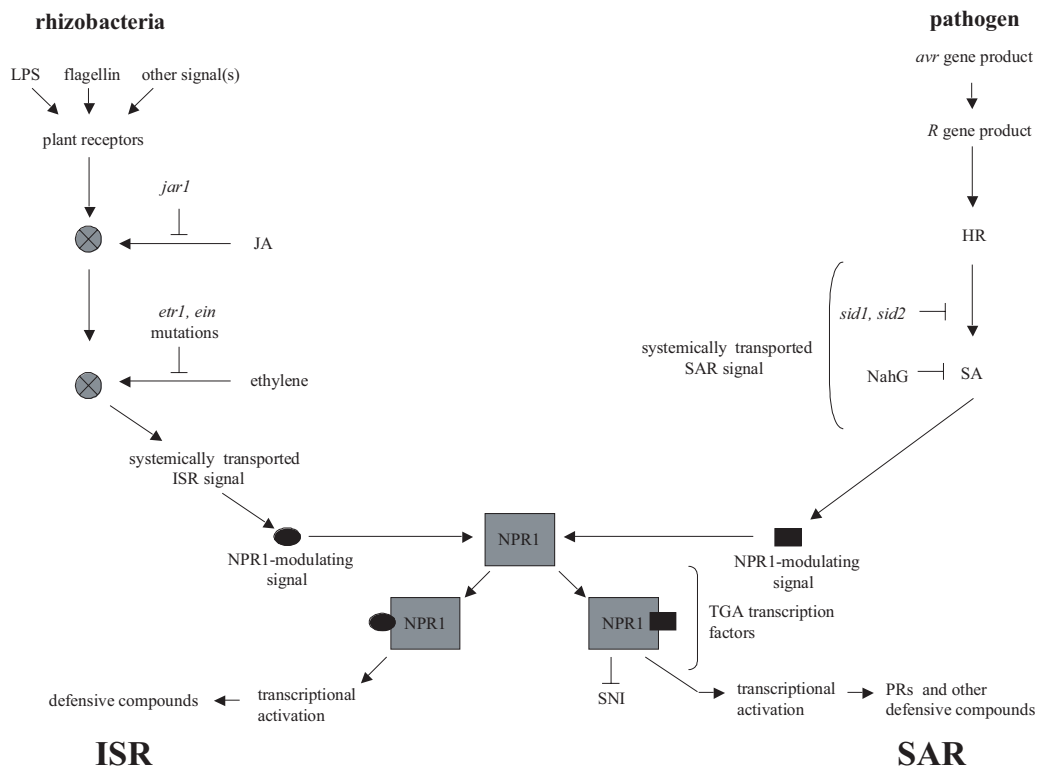 rhizobacteria
pathogen
LPS
flagellin
other signal(s)
avr gene product
plant receptors
R gene product
jar1
JA
HR
etr1, ein
mutations
sid1, sid2
systemically transported
SAR signal
ethylene
NahG
SA
systemically transported
ISR signal
NPR1
NPR1-modulating
signal
NPR1-modulating
signal
NPR1
NPR1
TGA transcription
factors
SNI
defensive compounds
transcriptional
activation
transcriptional
activation
PRs and other
defensive compounds
ISR
SAR